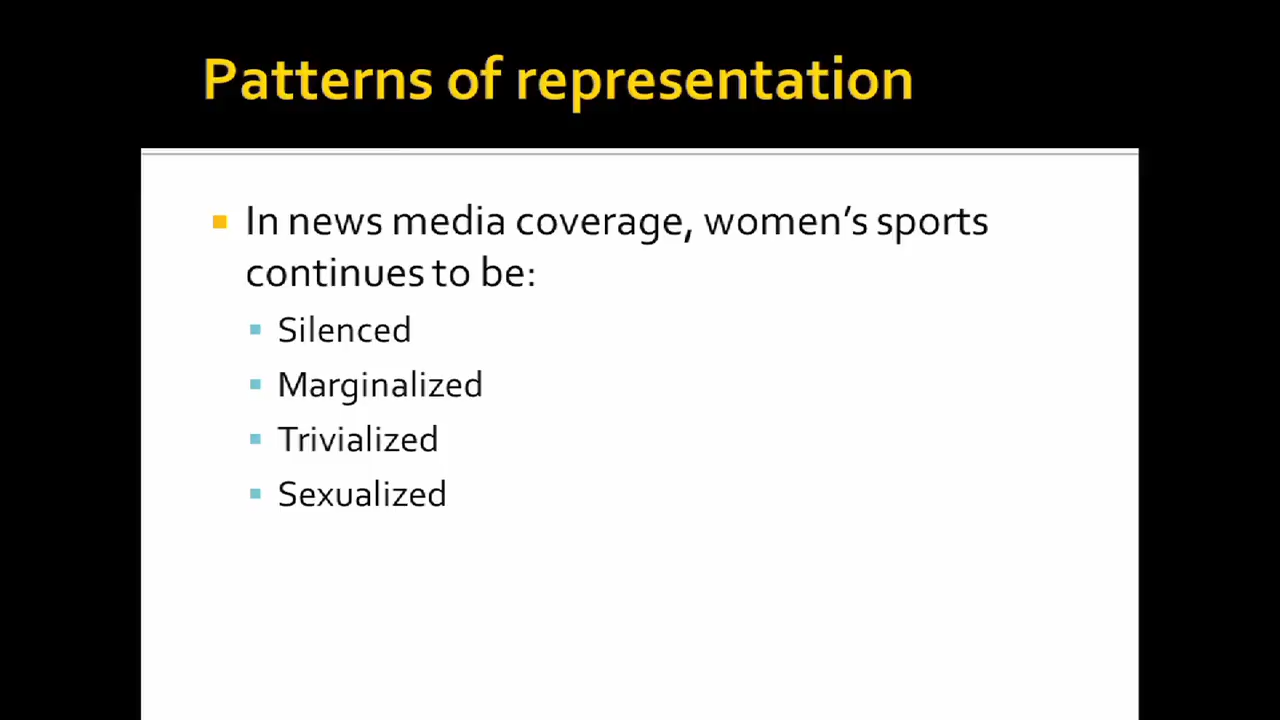 Patterns of representation
In news media coverage, women’s sports
continues to be:
Silenced
Marginalized
Trivialized
Sexualized